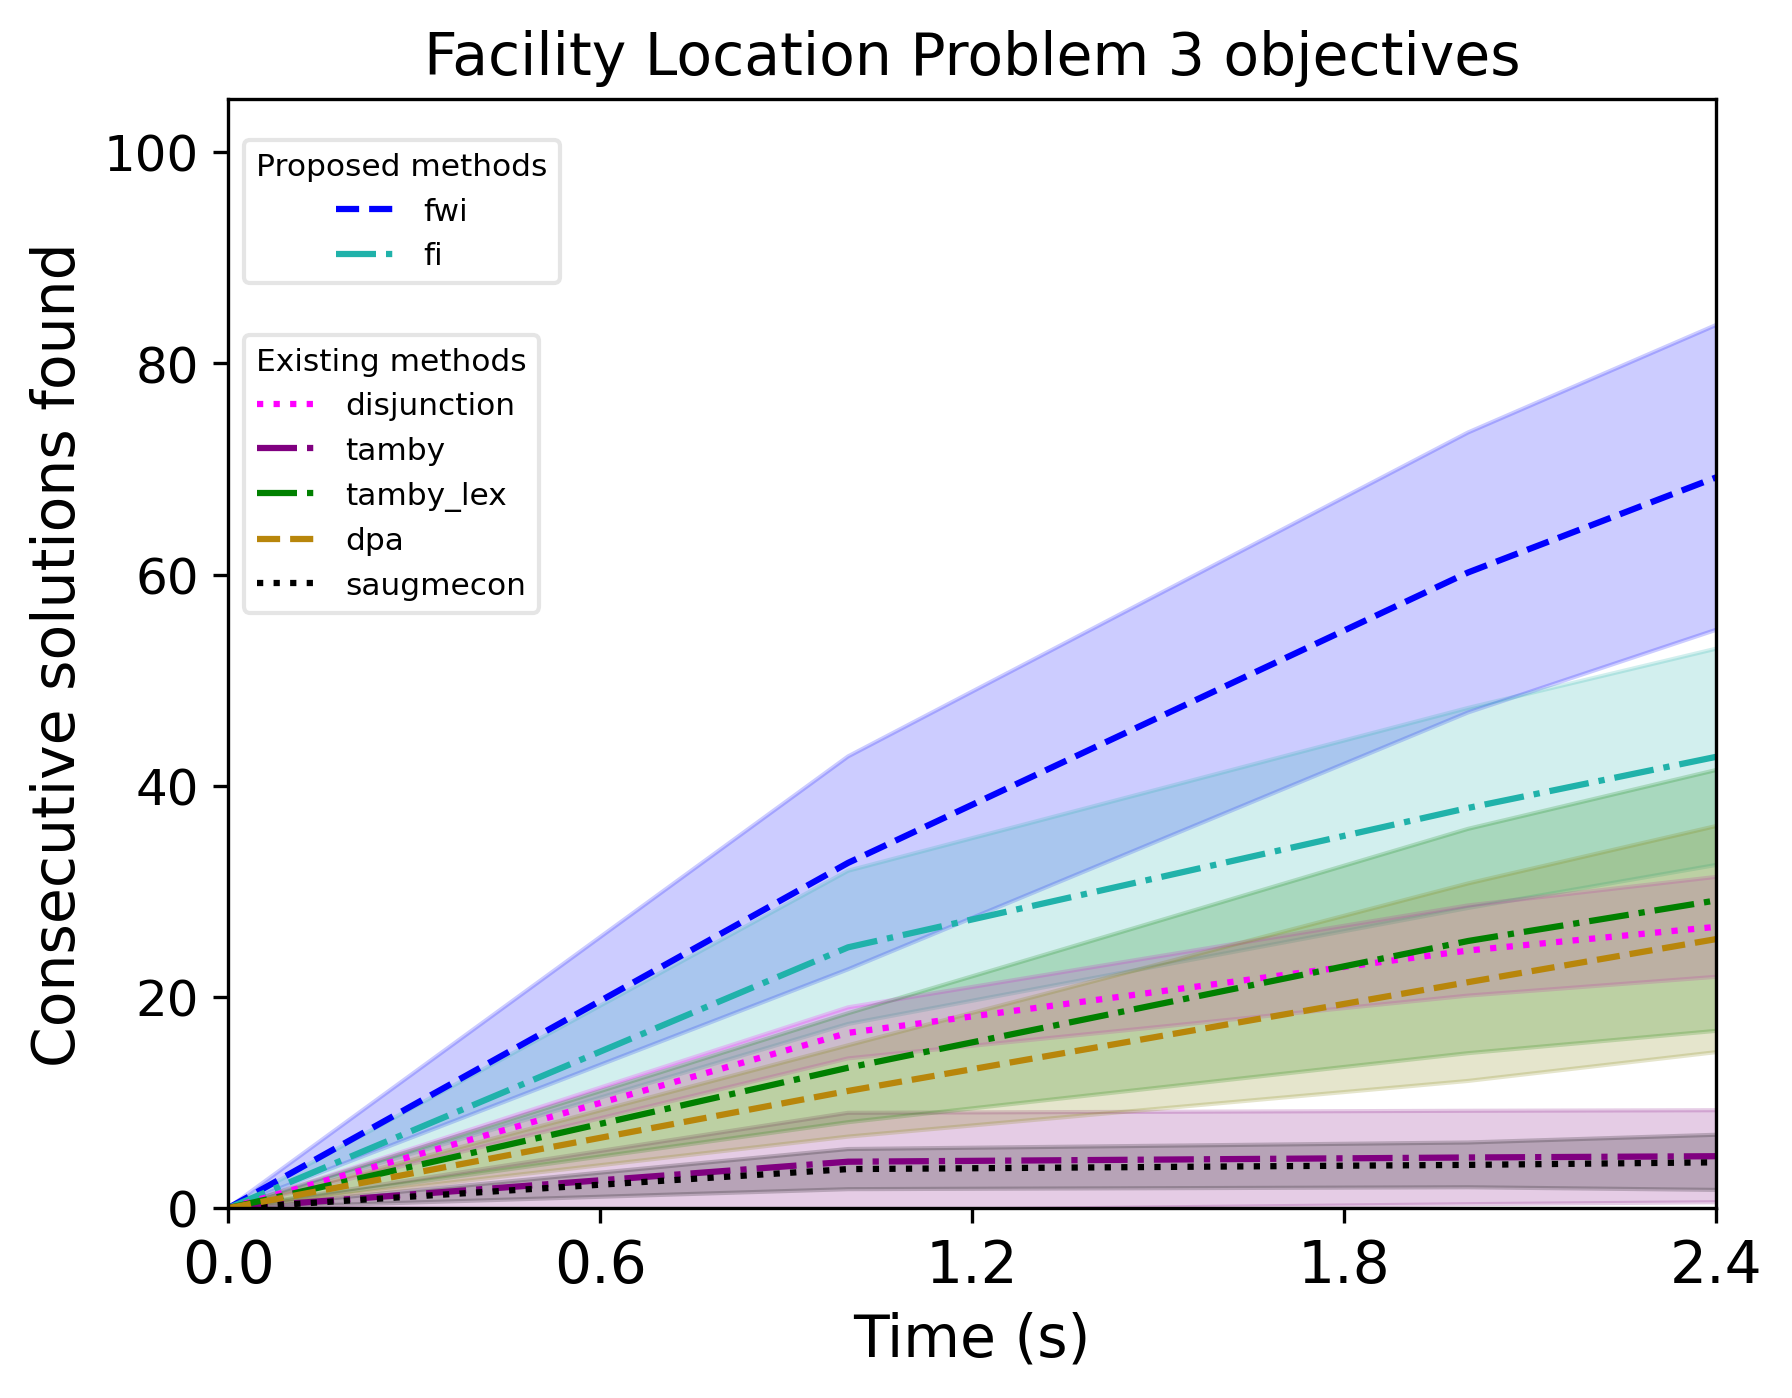 Facility Location Problem 3 objectives
Consecutive solutions found
100
80
60
40
20
0
Proposed methods
fwi
fi
Existing methods
disjunction
tamby
tamby_lex
dpa
saugmecon
0.0 0.6 1.2 1.8 2.4
Time (s)